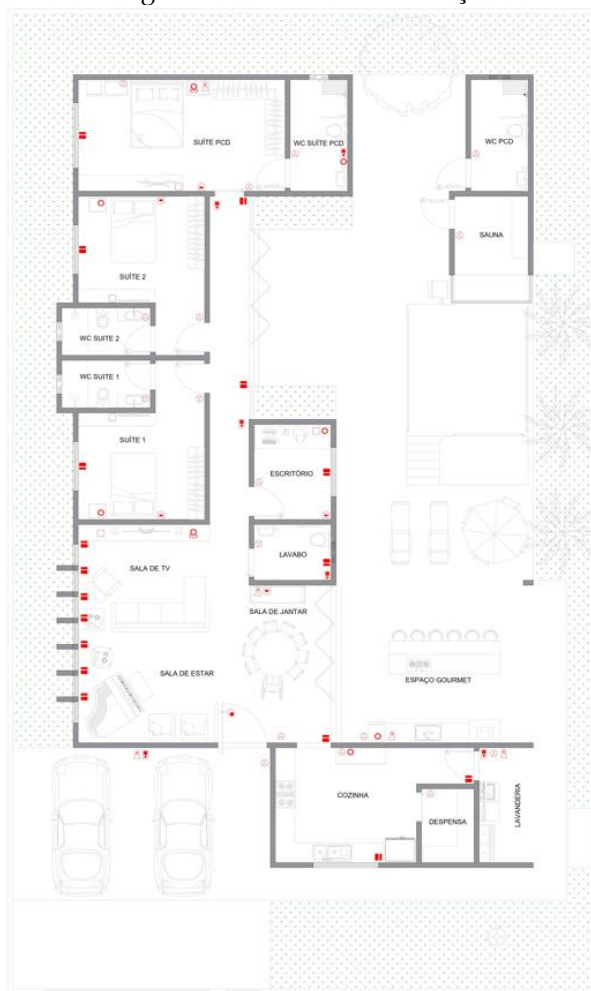 SUÍTE PCD
WC SUÍTE PCD
WC PCD
SAUNA
SUÍTE 2
WC SUITE 2
WC SUITE 1
SUÍTE 1
ESCRITÓRIO
LAVABO
SALA DE TV
SALA DE JANTAR
SALA DE ESTAR
ESPAÇO GOURMET
COZINHA
DESPENSA
LAVANDERIA